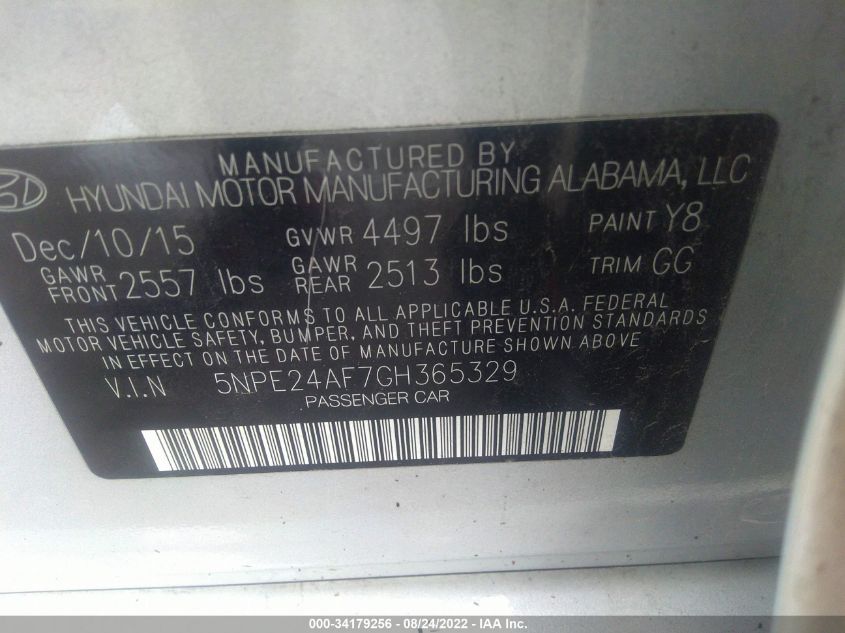 MANUFACTURED BY
HYUNDAI MOTOR MANUFACTURING ALABAMA, LLC
Dec/10/15 GVWR 4497 lbs PAINT Y8
GAWR FRONT 2557 lbs GAWR REAR 2513 lbs TRIM GG
THIS VEHICLE CONFORMS TO ALL APPLICABLE U.S.A. FEDERAL
MOTOR VEHICLE SAFETY, BUMPER, AND THEFT PREVENTION STANDARDS
IN EFFECT ON THE DATE OF MANUFACTURE SHOWN ABOVE
V.I.N 5NPE24AF7GH365329
PASSENGER CAR
000-34179256 - 08/24/2022 - IAA Inc.